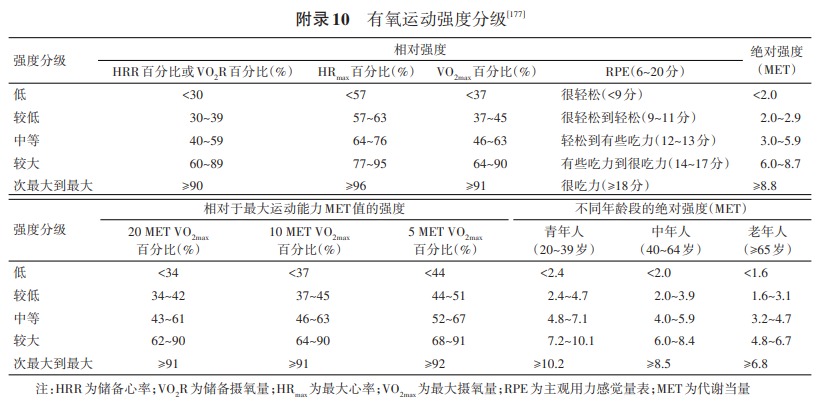 附录10 有氧运动强度分级[177]
强度分级 相对强度 绝对强度(MET)
HRR百分比或VO2R百分比(%) HRmax百分比(%) VO2max百分比(%) RPE(6~20分)
低 <30 <57 <37 很轻松(<9分) <2.0
较低 30~39 57~63 37~45 很轻松到轻松(9~11分) 2.0~2.9
中等 40~59 64~76 46~63 轻松到有些吃力(12~13分) 3.0~5.9
较大 60~89 77~95 64~90 有些吃力到很吃力(14~17分) 6.0~8.7
次最大到最大 ≥90 ≥96 ≥91 很吃力(≥18分) ≥8.8
强度分级 相对于最大运动能力MET值的强度 不同年龄段的绝对强度(MET)
20 MET VO2max 10 MET VO2max 5 MET VO2max 青年人 中年人 老年人
百分比(%) 百分比(%) 百分比(%) (20~39岁) (40~64岁) (≥65岁)
低 <34 <37 <44 <2.4 <2.0 <1.6
较低 34~42 37~45 44~51 2.4~4.7 2.0~3.9 1.6~3.1
中等 43~61 46~63 52~67 4.8~7.1 4.0~5.9 3.2~4.7
较大 62~90 64~90 68~91 7.2~10.1 6.0~8.4 4.8~6.7
次最大到最大 ≥91 ≥91 ≥92 ≥10.2 ≥8.5 ≥6.8
注:HRR为储备心率;VO2R为储备摄氧量;HRmax为最大心率;VO2max为最大摄氧量;RPE为主观用力感觉量表;MET为代谢当量